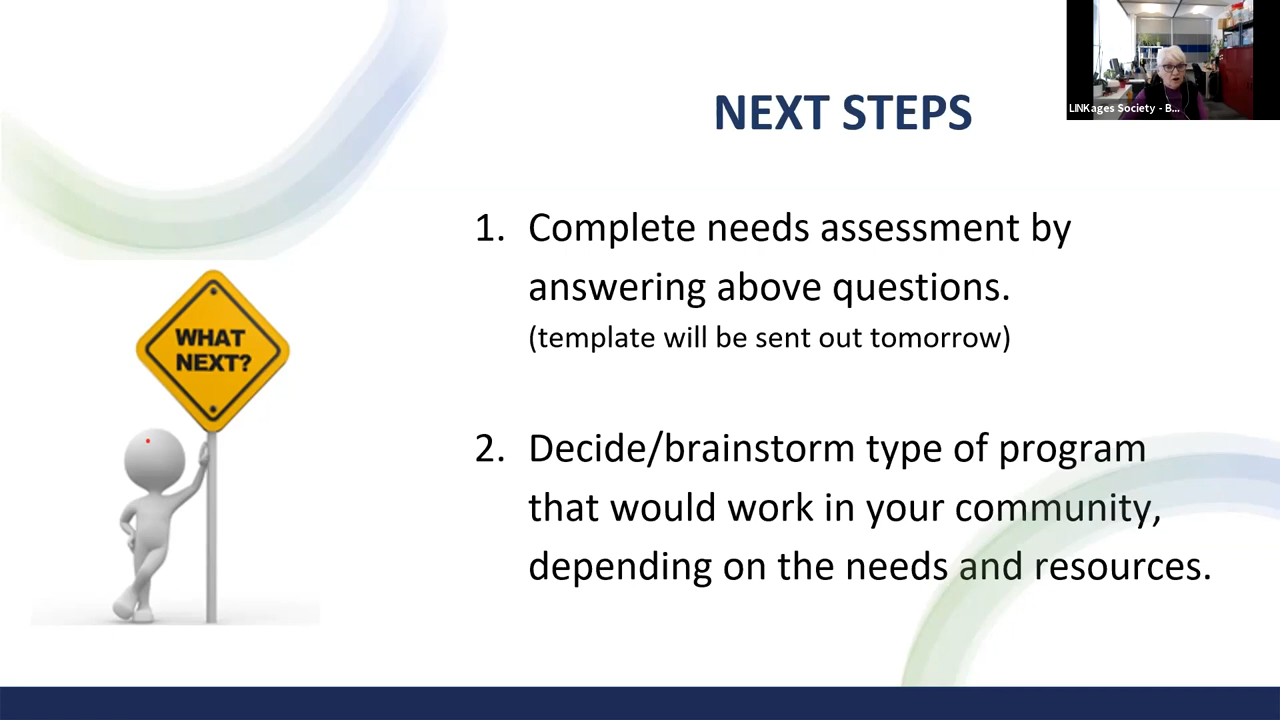 LINKages Society - B...
NEXT STEPS
1. Complete needs assessment by
answering above questions.
(template will be sent out tomorrow)
2. Decide/brainstorm type of program
that would work in your community,
depending on the needs and resources.
WHAT
NEXT?